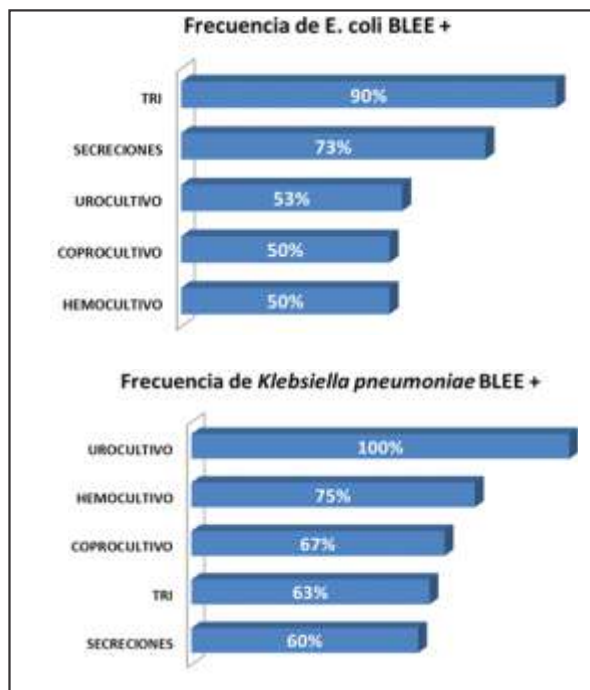 Frecuencia de E. coli BLEE +
TRI 90%
SECRECIONES 73%
UROCULTIVO 53%
COPROCULTIVO 50%
HEMOCULTIVO 50%
Frecuencia de Klebsiella pneumoniae BLEE +
UROCULTIVO 100%
HEMOCULTIVO 75%
COPROCULTIVO 67%
TRI 63%
SECRECIONES 60%